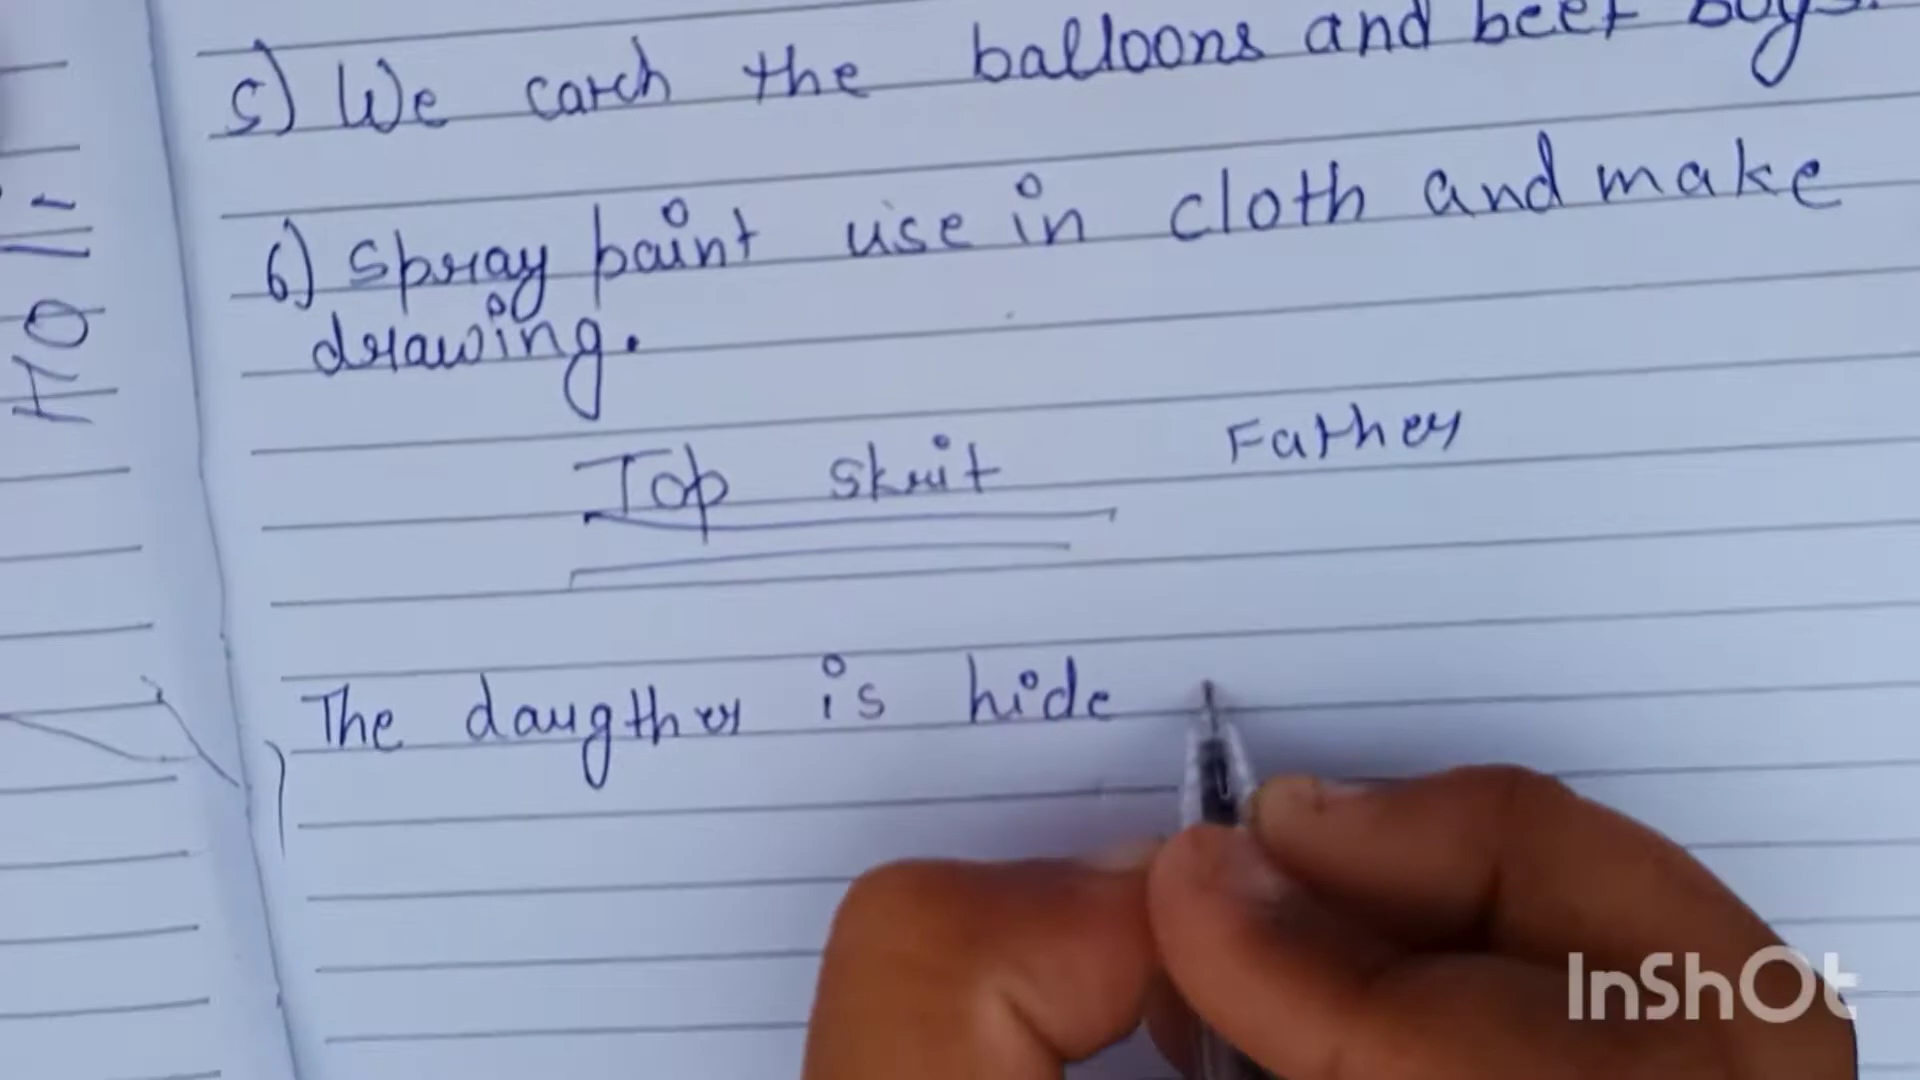 5) We catch the balloons and beet boys.
6) Spray paint use in cloth and make
drawing.
Top skrit Father
The daugther is hide
HOli
InShOt